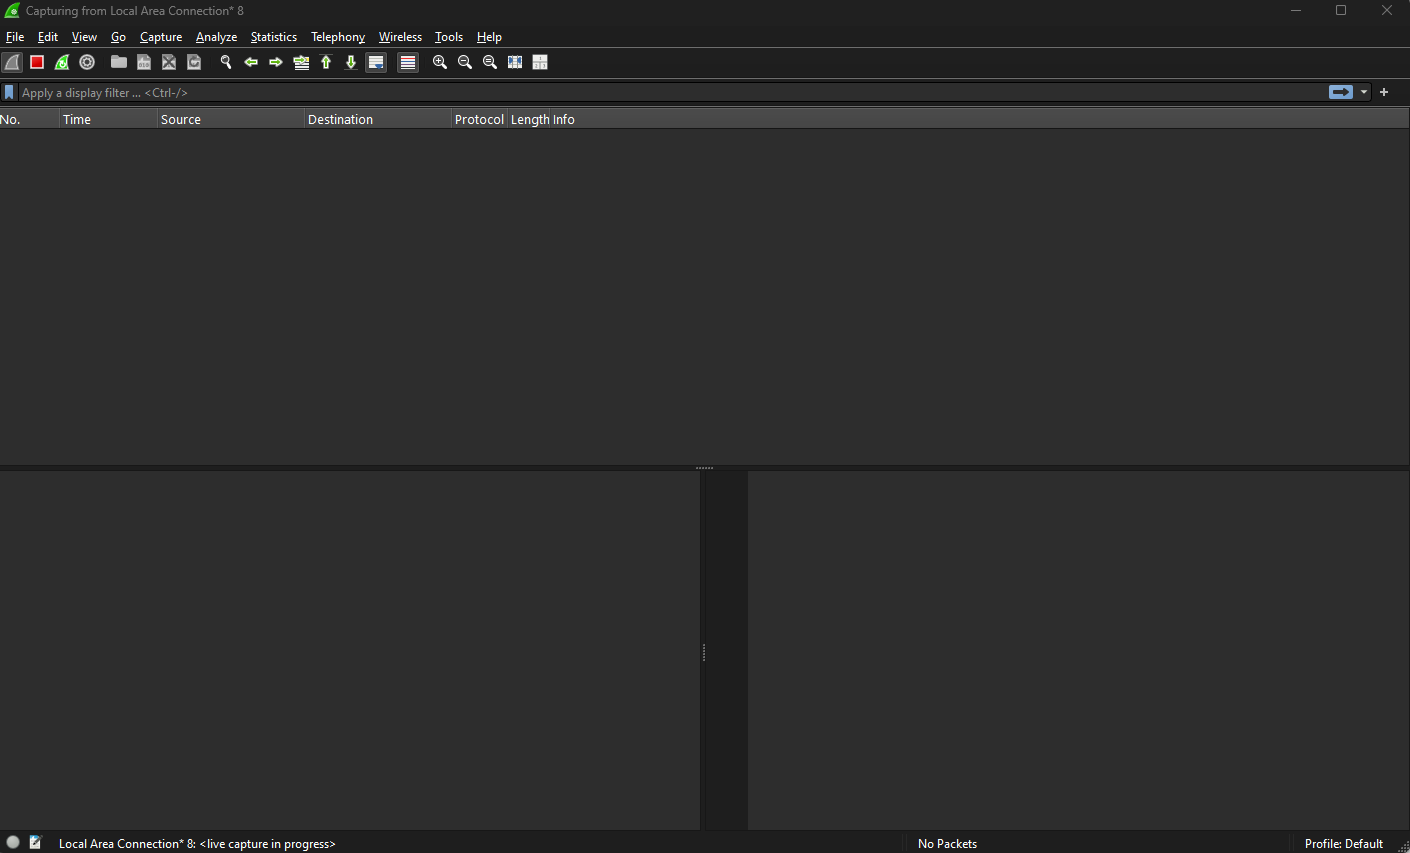 Capturing from Local Area Connection* 8
File Edit View Go Capture Analyze Statistics Telephony Wireless Tools Help
Apply a display filter ... <Ctrl-/>
No. Time Source Destination Protocol Length Info
Local Area Connection* 8: <live capture in progress> No Packets Profile: Default